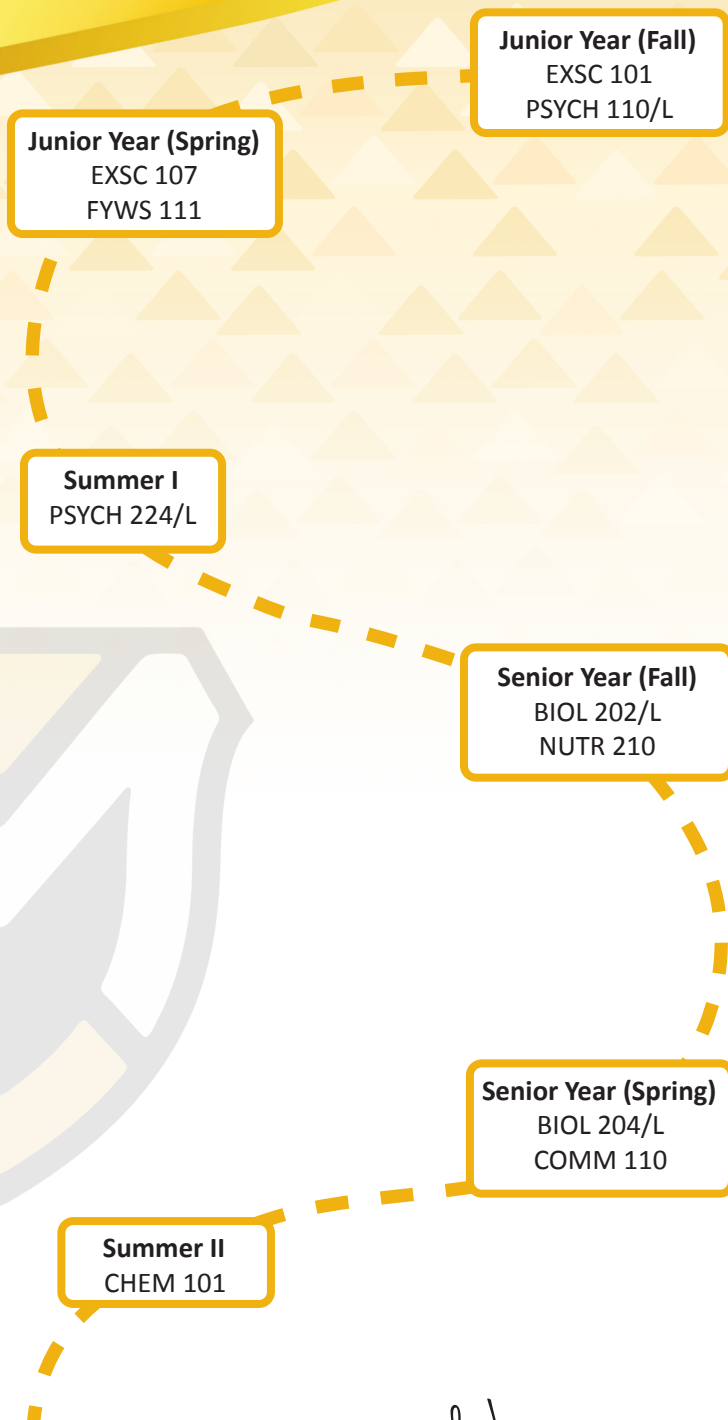 Junior Year (Fall)
EXSC 101
PSYCH 110/L
Junior Year (Spring)
EXSC 107
FYWS 111
Summer I
PSYCH 224/L
Senior Year (Fall)
BIOL 202/L
NUTR 210
Senior Year (Spring)
BIOL 204/L
COMM 110
Summer II
CHEM 101